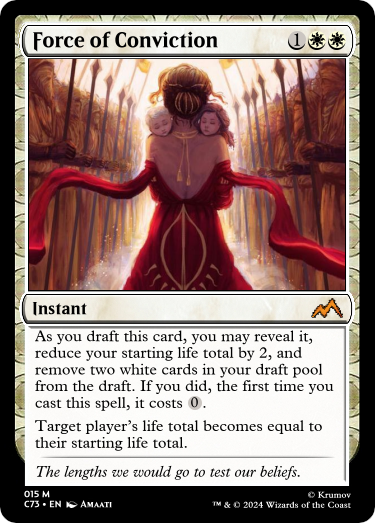 Force of Conviction 1
Instant
As you draft this card, you may reveal it,
reduce your starting life total by 2, and
remove two white cards in your draft pool
from the draft. If you did, the first time you
cast this spell, it costs 0.
Target player's life total becomes equal to
their starting life total.
The lengths we would go to test our beliefs.
015 M © Krumov
C73 • EN Amaati ™ & © 2024 Wizards of the Coast